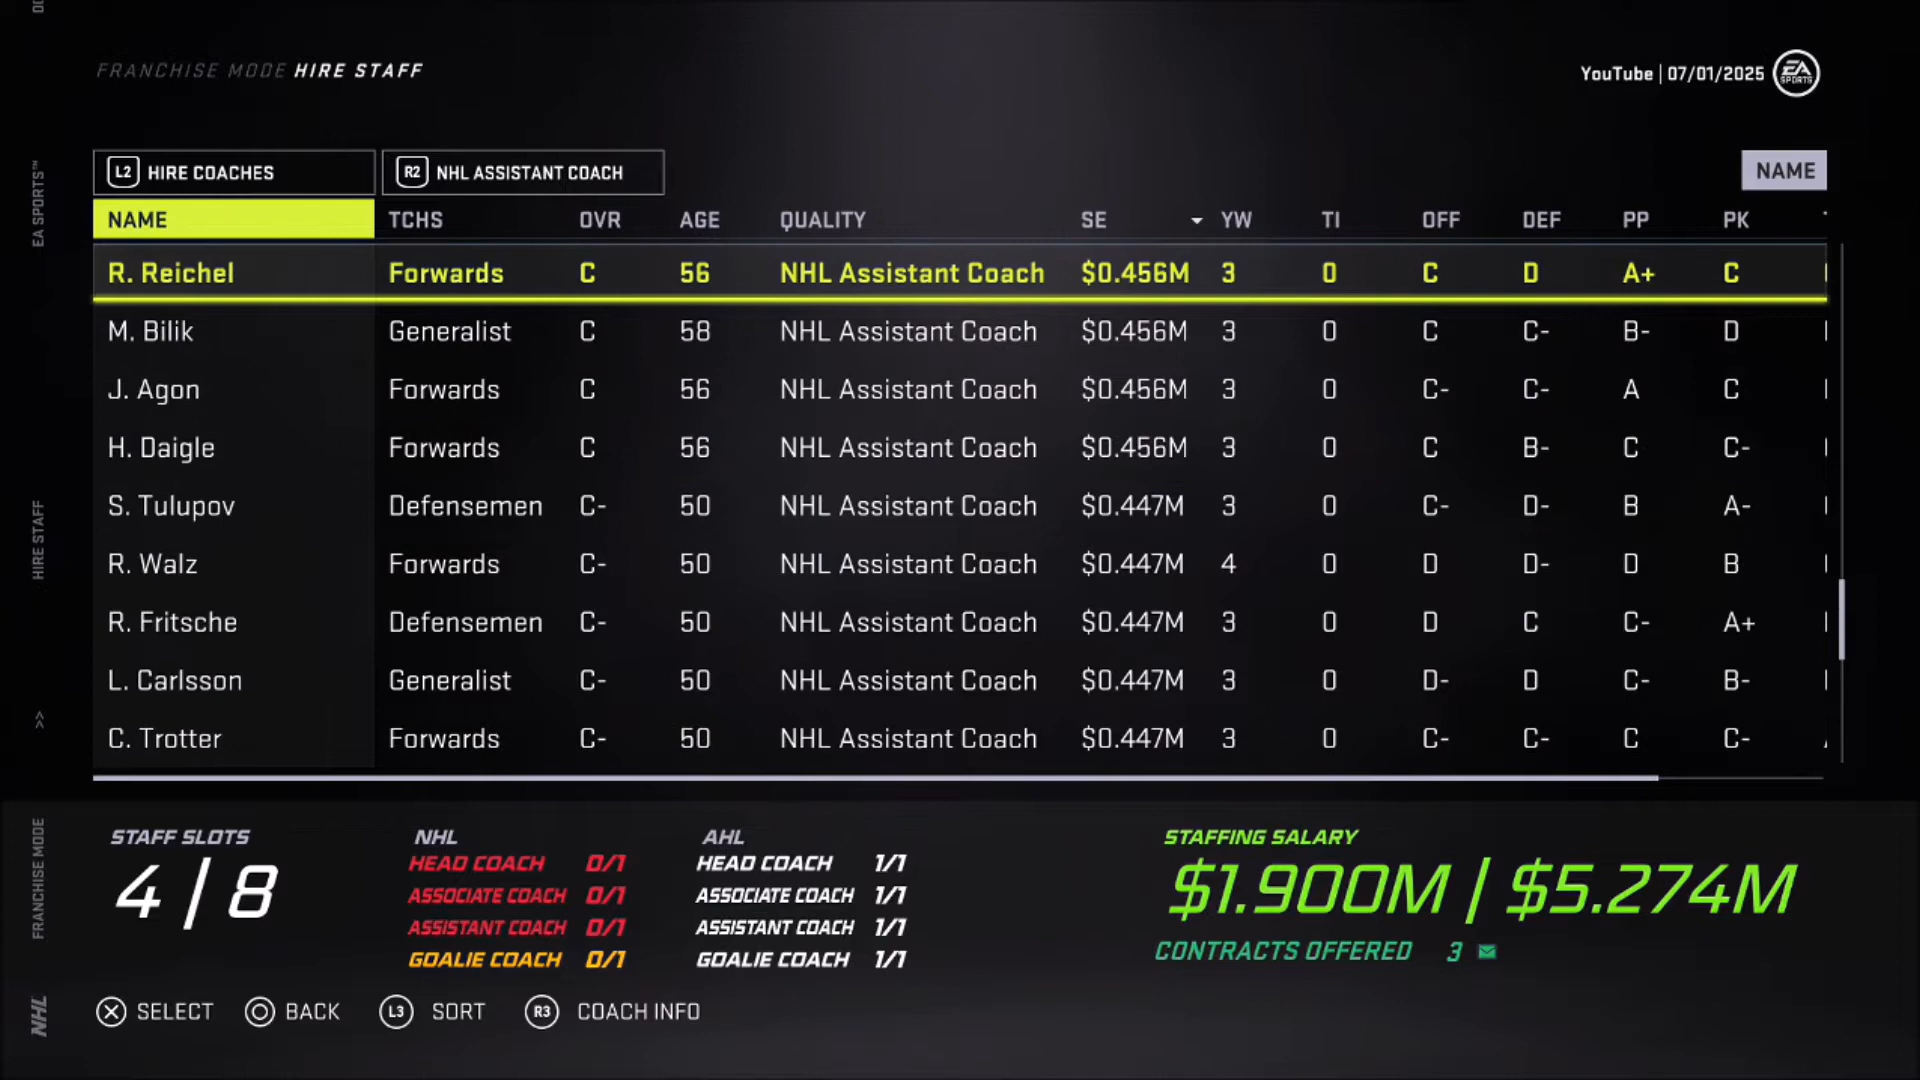 FRANCHISE MODE HIRE STAFF
YouTube | 07/01/2025
EA SPORTS
L2 HIRE COACHES
R2 NHL ASSISTANT COACH
NAME
NAME TCHS OVR AGE QUALITY SE YW TI OFF DEF PP PK
R. Reichel Forwards C 56 NHL Assistant Coach $0.456M 3 0 C D A+ C
M. Bilik Generalist C 58 NHL Assistant Coach $0.456M 3 0 C C- B- D
J. Agon Forwards C 56 NHL Assistant Coach $0.456M 3 0 C- C- A C
H. Daigle Forwards C 56 NHL Assistant Coach $0.456M 3 0 C B- C C-
S. Tulupov Defensemen C- 50 NHL Assistant Coach $0.447M 3 0 C- D- B A-
R. Walz Forwards C- 50 NHL Assistant Coach $0.447M 4 0 D D- D B
R. Fritsche Defensemen C- 50 NHL Assistant Coach $0.447M 3 0 D C C- A+
L. Carlsson Generalist C- 50 NHL Assistant Coach $0.447M 3 0 D- D C- B-
C. Trotter Forwards C- 50 NHL Assistant Coach $0.447M 3 0 C- C- C C-
STAFF SLOTS
4 / 8
NHL
HEAD COACH 0/1
ASSOCIATE COACH 0/1
ASSISTANT COACH 0/1
GOALIE COACH 0/1
AHL
HEAD COACH 1/1
ASSOCIATE COACH 1/1
ASSISTANT COACH 1/1
GOALIE COACH 1/1
STAFFING SALARY
$1.900M | $5.274M
CONTRACTS OFFERED 3
SELECT BACK L3 SORT R3 COACH INFO
EA SPORTS™
HIRE STAFF
>>
FRANCHISE MODE
NHL